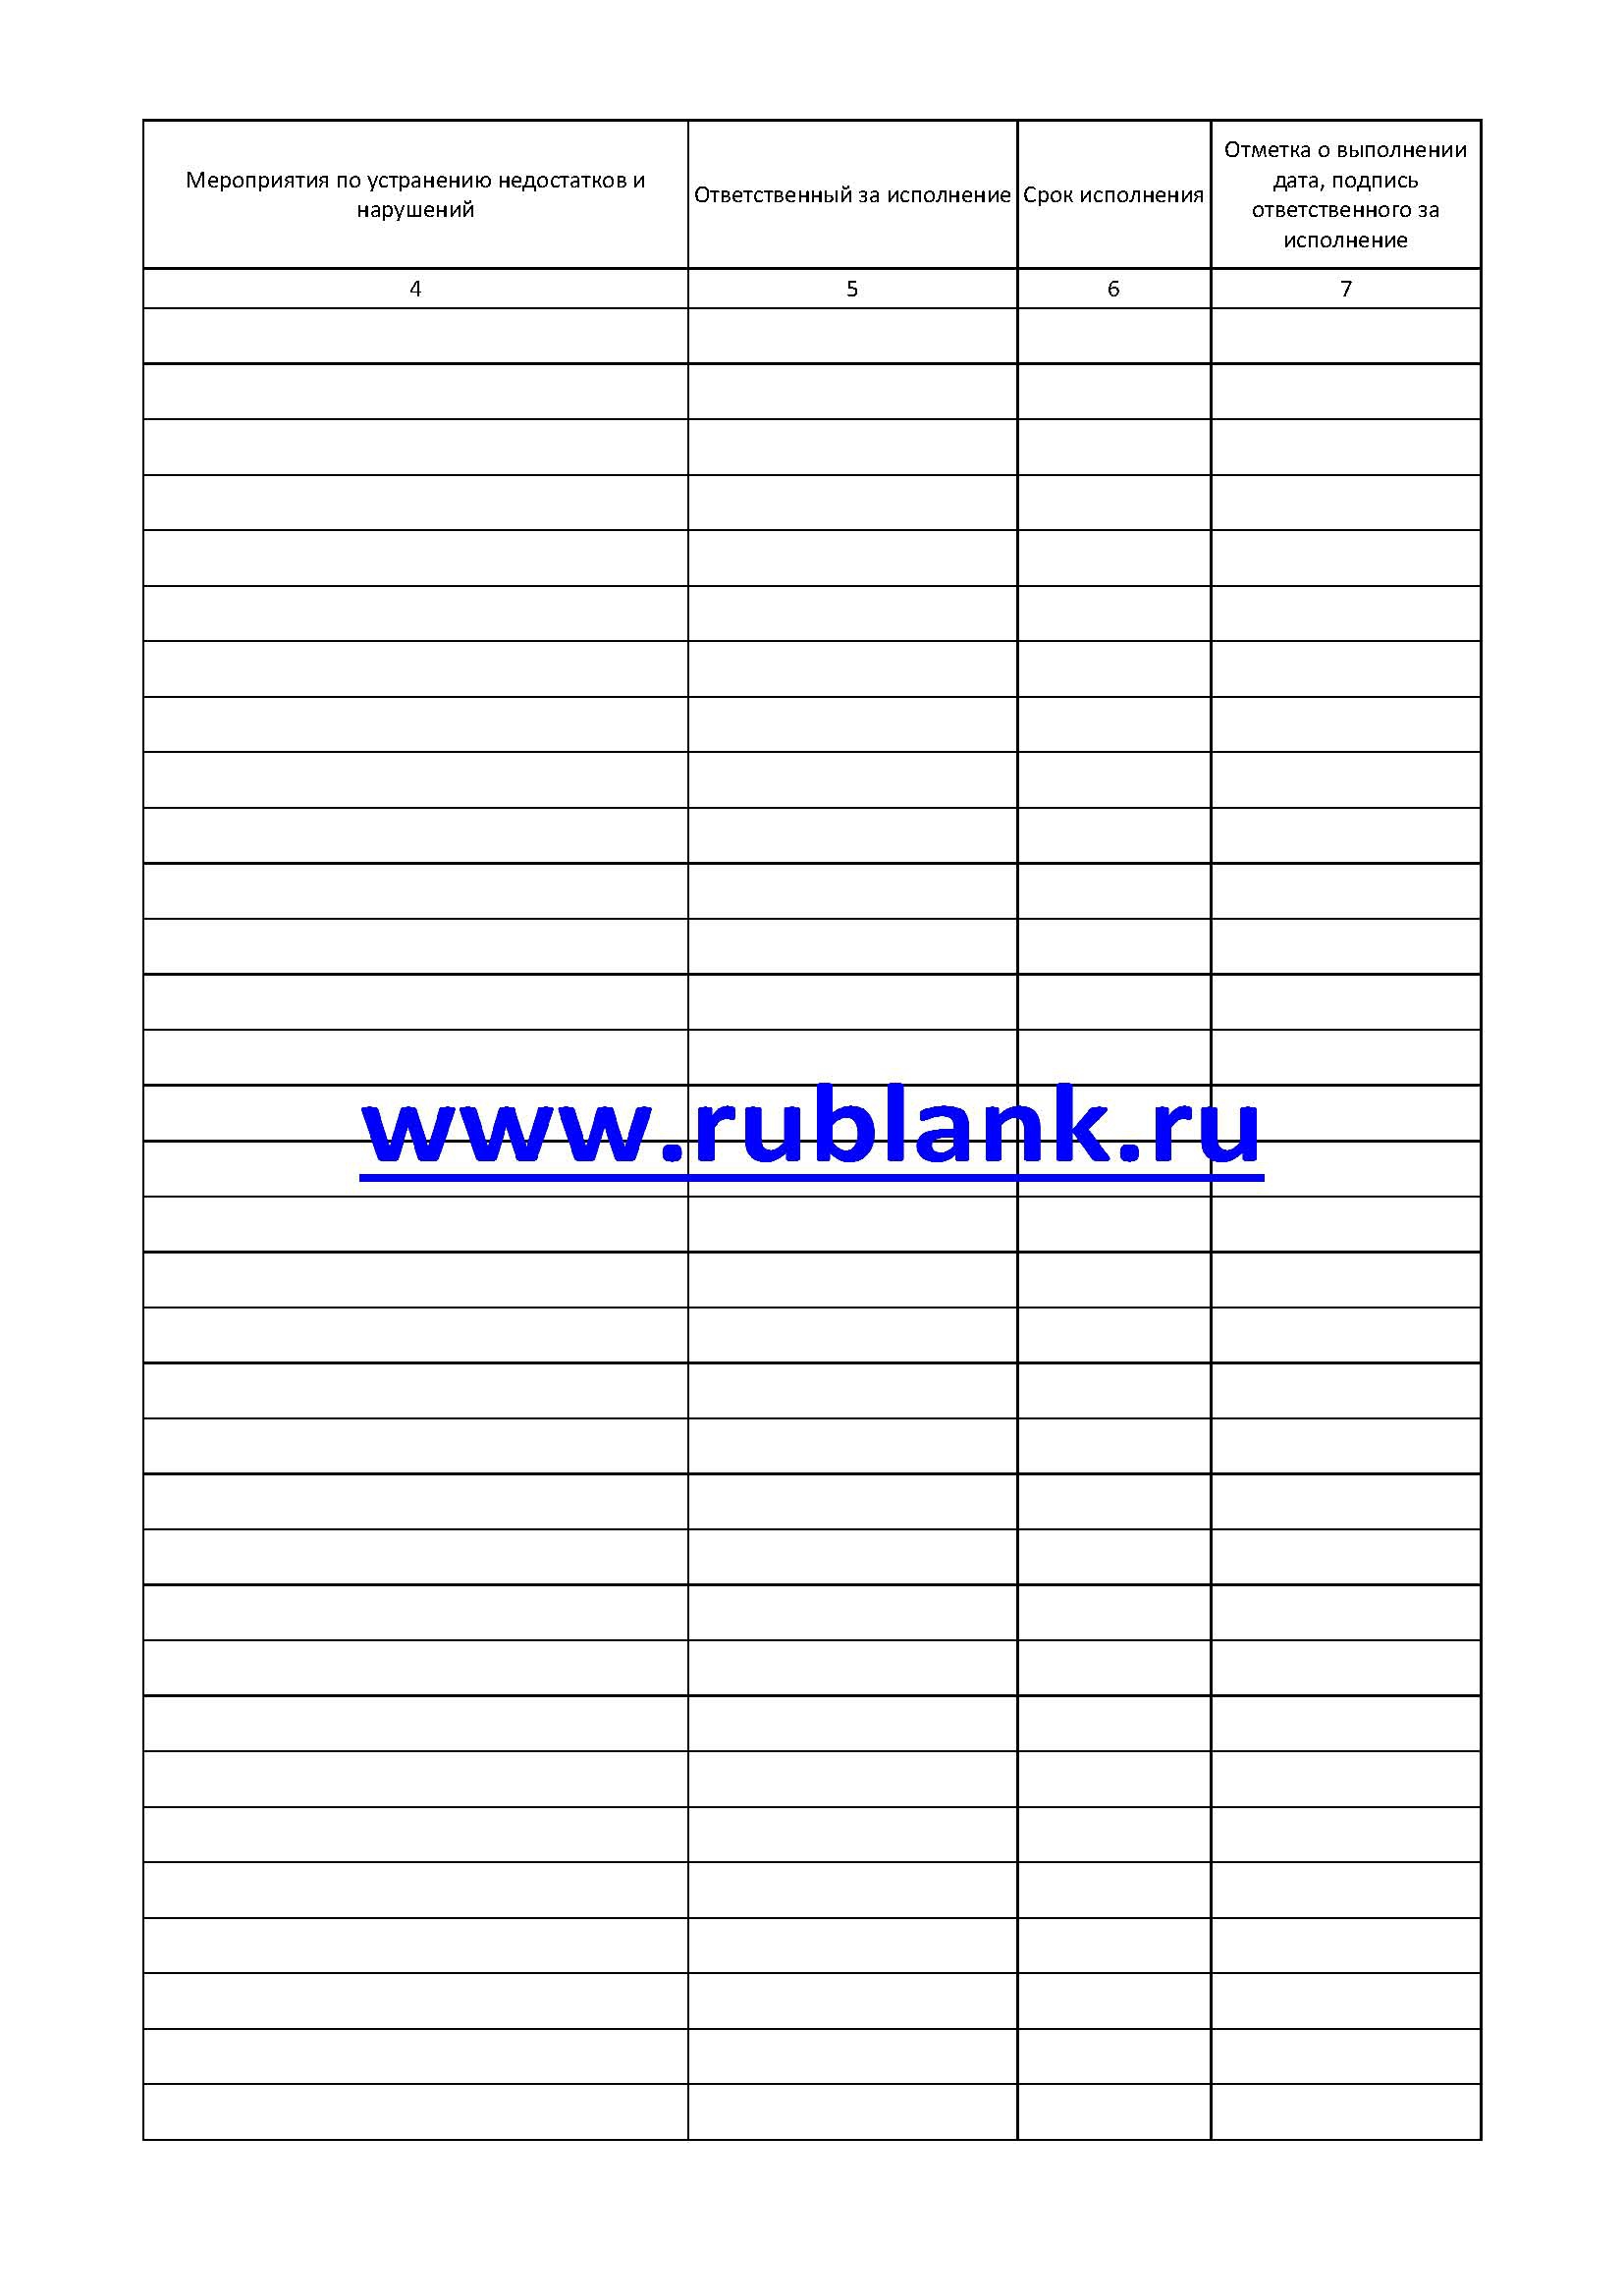 Мероприятия по устранению недостатков и
нарушений
Ответственный за исполнение
Срок исполнения
Отметка о выполнении
дата, подпись
ответственного за
исполнение
4
5
6
7
www.rublank.ru